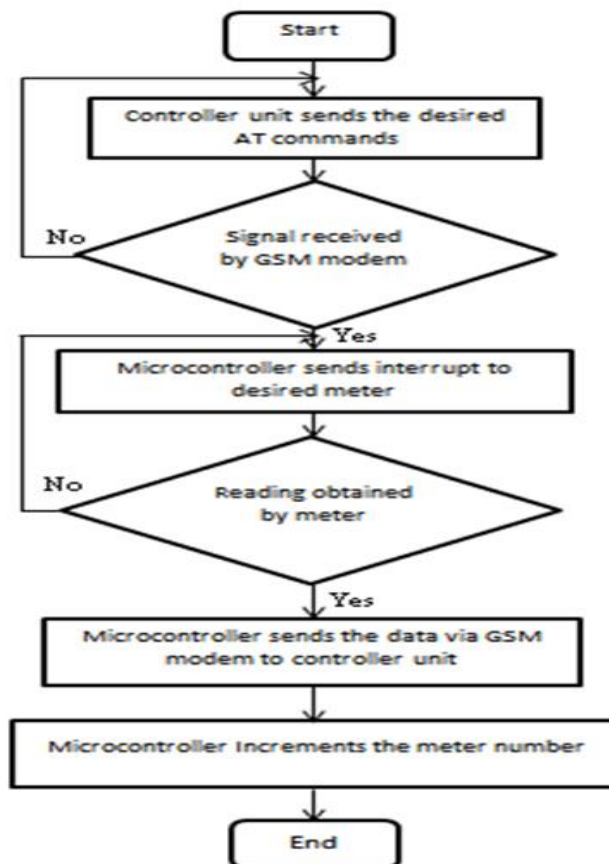 Start
Controller unit sends the desired
AT commands
Signal received
by GSM modem
No
Yes
Microcontroller sends interrupt to
desired meter
Reading obtained
by meter
No
Yes
Microcontroller sends the data via GSM
modem to controller unit
Microcontroller Increments the meter number
End